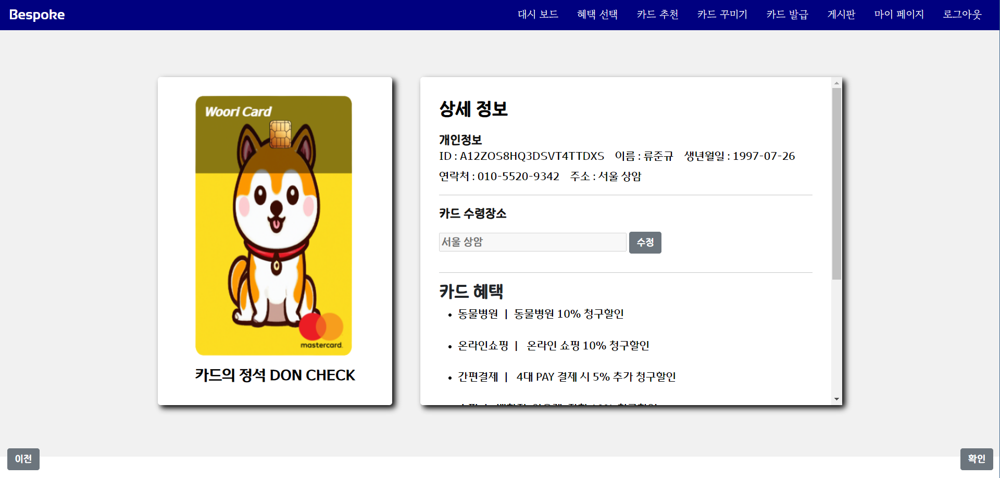 Bespoke
대시 보드 혜택 선택 카드 추천 카드 꾸미기 카드 발급 게시판 마이 페이지 로그아웃
Woori Card
mastercard.
카드의 정석 DON CHECK
상세 정보
개인정보
ID : A12ZOS8HQ3DSVT4TTDXS 이름 : 류준규 생년월일 : 1997-07-26
연락처 : 010-5520-9342 주소 : 서울 상암
카드 수령장소
서울 상암 수정
카드 혜택
• 동물병원 | 동물병원 10% 청구할인
• 온라인쇼핑 | 온라인 쇼핑 10% 청구할인
• 간편결제 | 4대 PAY 결제 시 5% 추가 청구할인
이전 확인